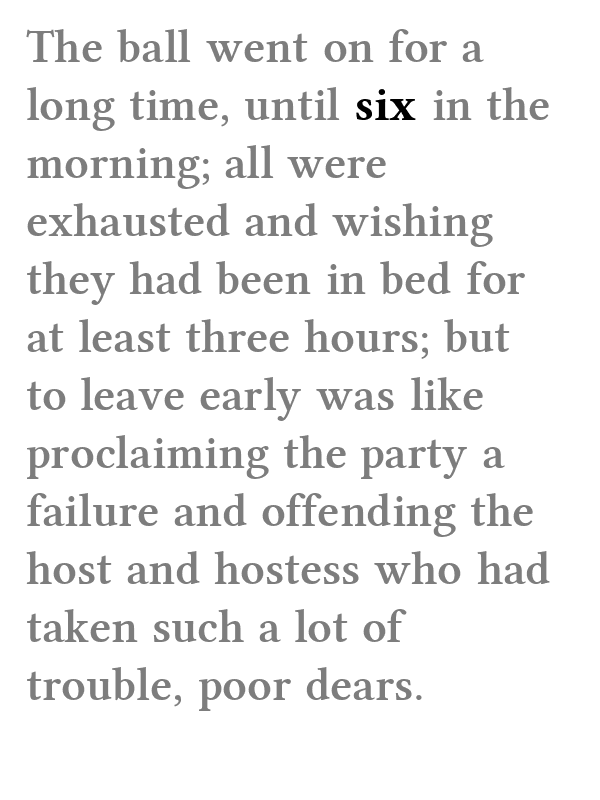 The ball went on for a
long time, until six in the
morning; all were
exhausted and wishing
they had been in bed for
at least three hours; but
to leave early was like
proclaiming the party a
failure and offending the
host and hostess who had
taken such a lot of
trouble, poor dears.